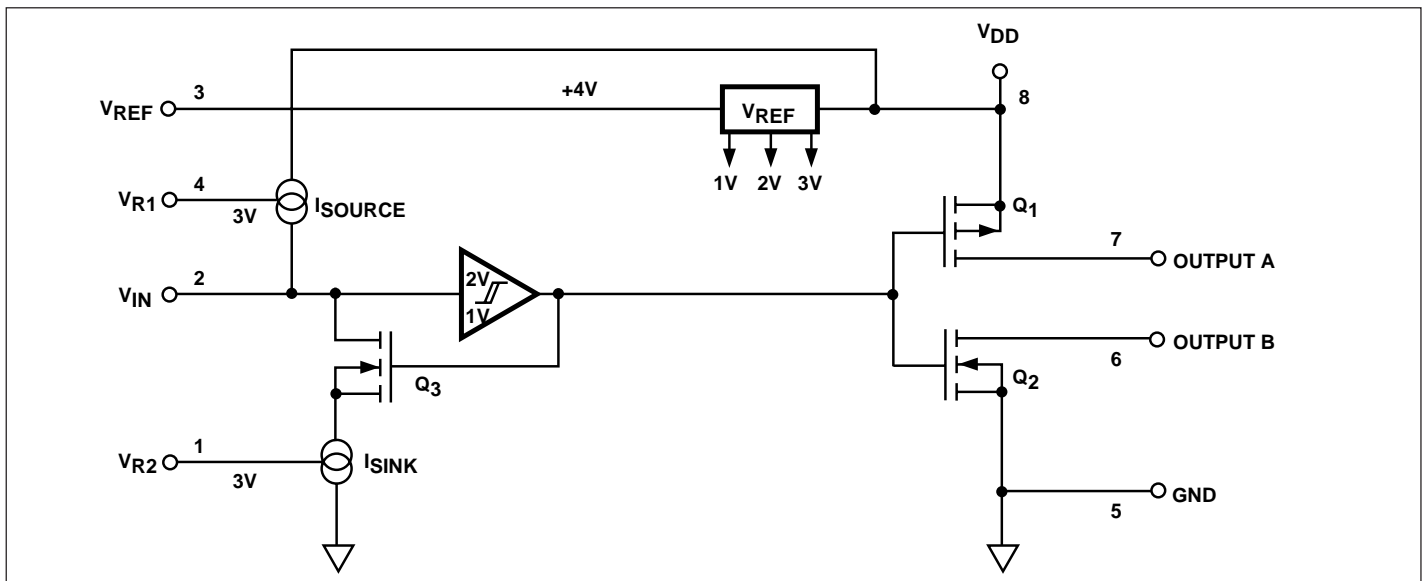 VDD
8
VREF
3
+4V
VREF
1V
2V
3V
VR1
4
3V
ISOURCE
Q1
7
OUTPUT A
VIN
2
2V
1V
OUTPUT B
6
Q2
Q3
VR2
1
3V
ISINK
GND
5